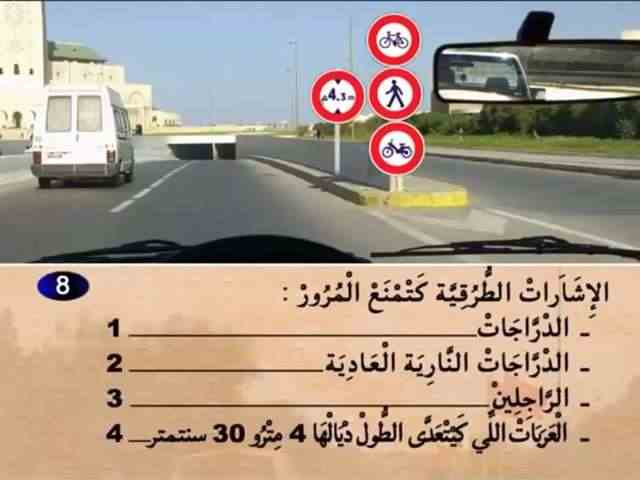 4,3m
8
الإِشَارَاتْ الطُّرُقِيَّة كَتْمْنَعْ الْمُرُورْ :
ـ الدْرَّاجَاتْ 1
ـ الدْرَّاجَاتْ النَّارِيَة الْعَادِيَة 2
ـ الرَّاجِلِينْ 3
ـ الْعَرَبَاتْ اللِّي كَيْتْعَدَّى الطُّولْ دْيَالْهَا 4 مِتْرُو 30 سنتمتر 4